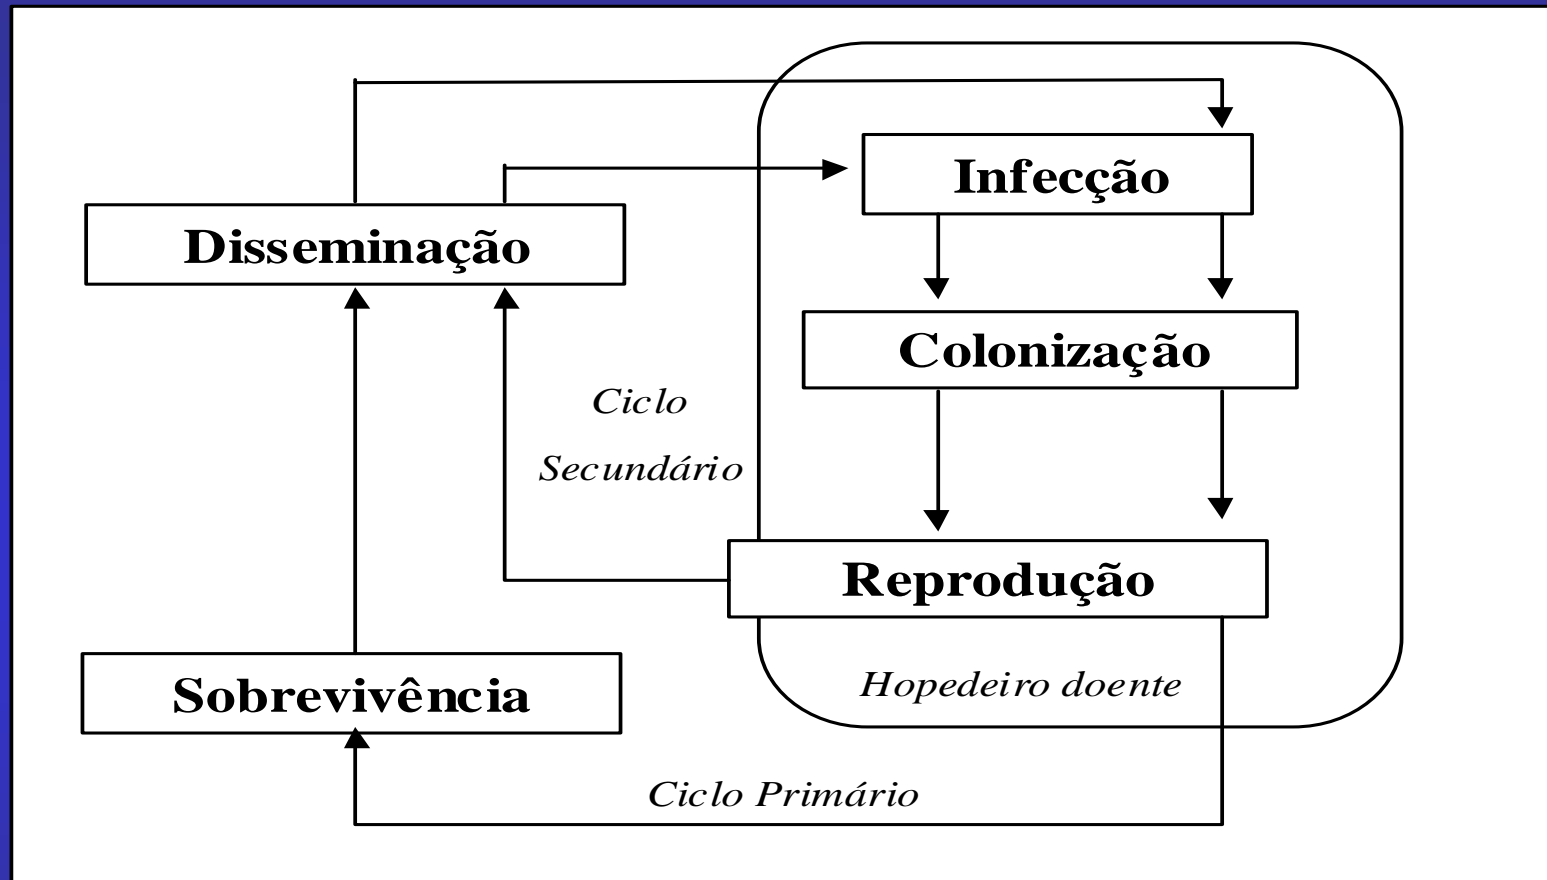 Infecção
Disseminação
Colonização
Ciclo
Secundário
Reprodução
Sobrevivência
Hopedeiro doente
Ciclo Primário